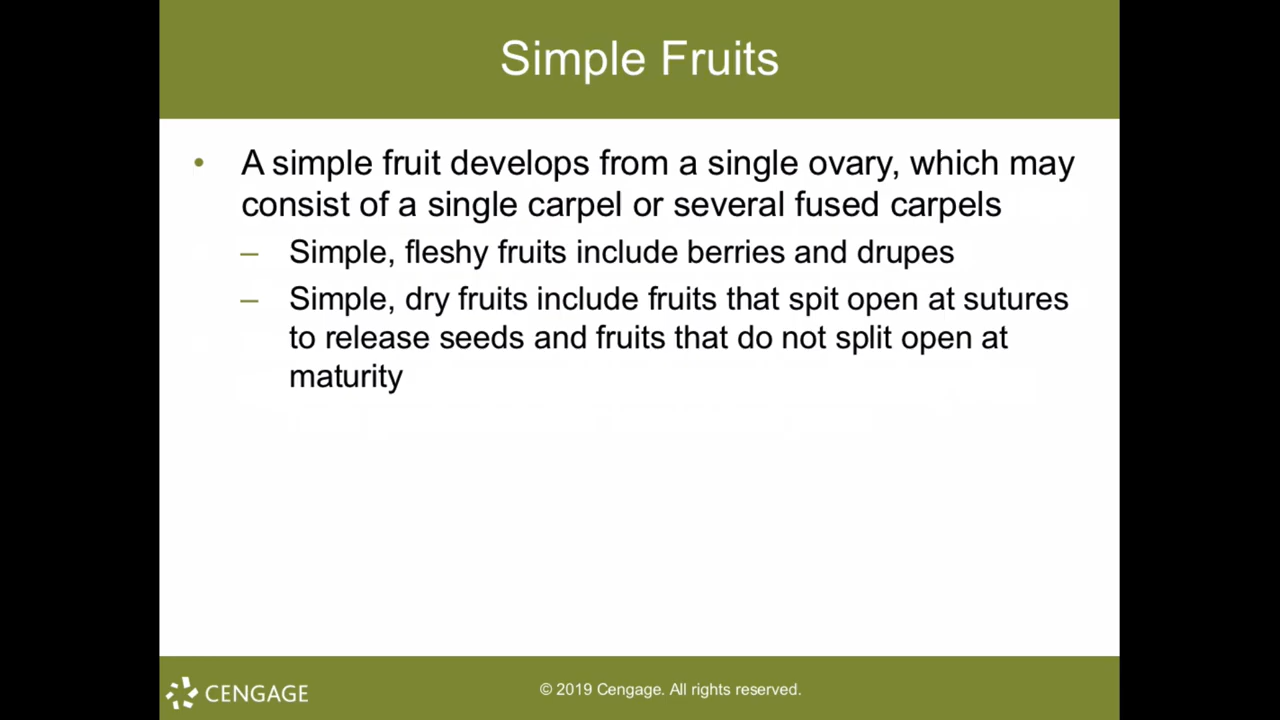 Simple Fruits
• A simple fruit develops from a single ovary, which may
consist of a single carpel or several fused carpels
– Simple, fleshy fruits include berries and drupes
– Simple, dry fruits include fruits that spit open at sutures
to release seeds and fruits that do not split open at
maturity
CENGAGE
© 2019 Cengage. All rights reserved.